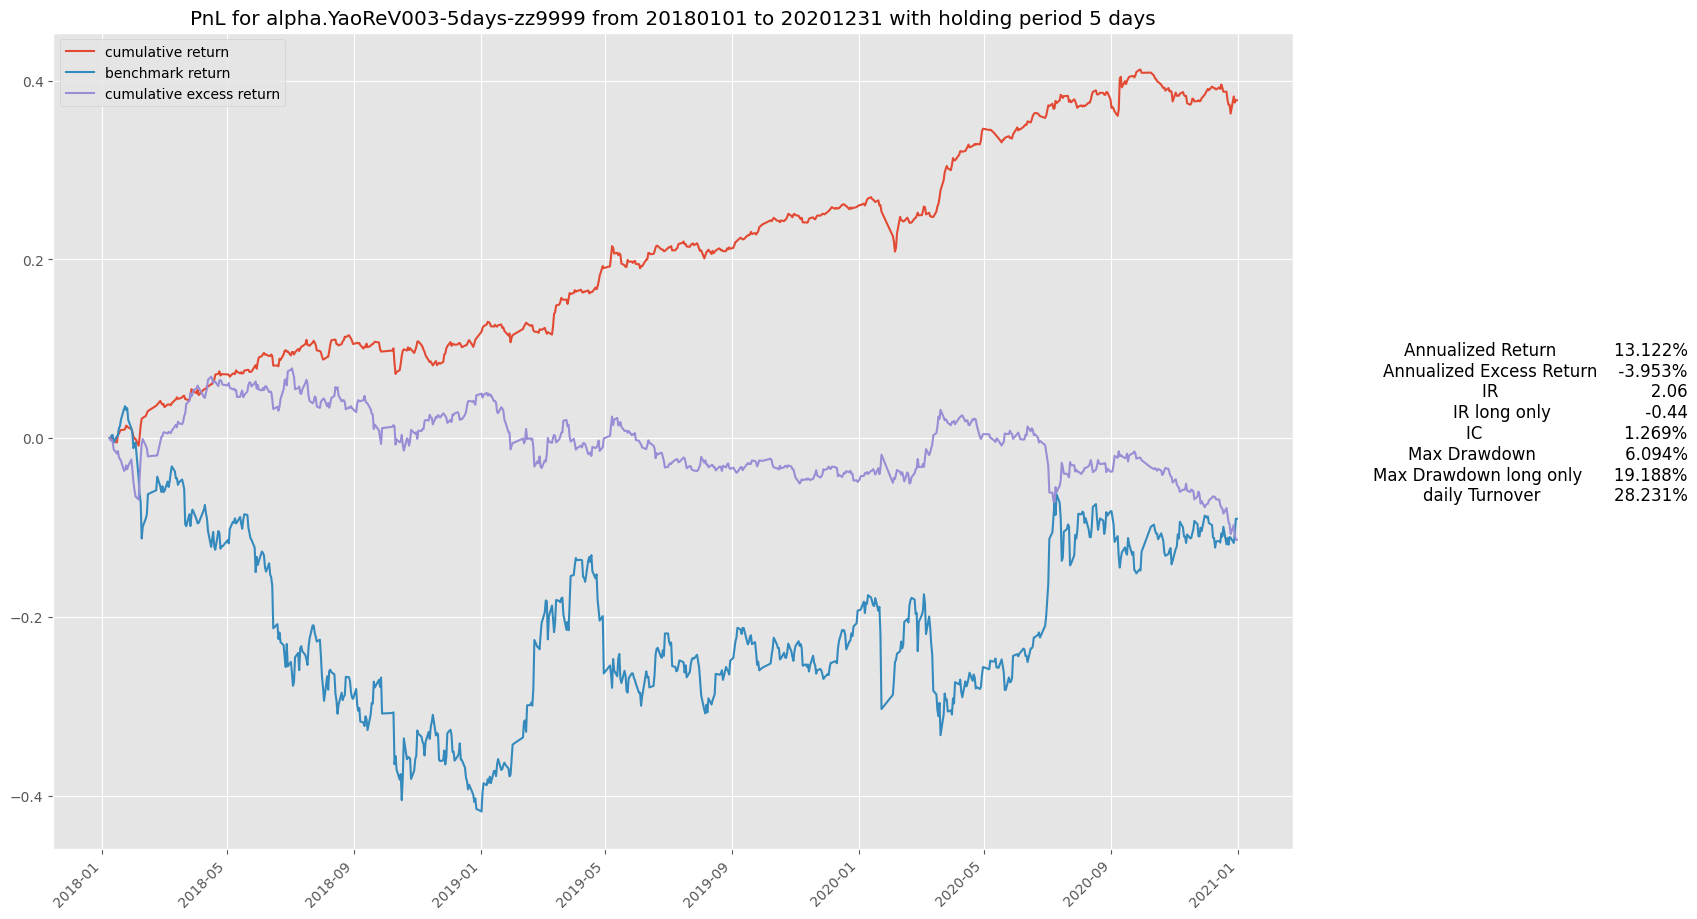 PnL for alpha.YaoReV003-5days-zz9999 from 20180101 to 20201231 with holding period 5 days
cumulative return
benchmark return
cumulative excess return
0.4
0.2
0.0
−0.2
−0.4
2018-01
2018-05
2018-09
2019-01
2019-05
2019-09
2020-01
2020-05
2020-09
2021-01
Annualized Return 13.122%
Annualized Excess Return -3.953%
IR 2.06
IR long only -0.44
IC 1.269%
Max Drawdown 6.094%
Max Drawdown long only 19.188%
daily Turnover 28.231%